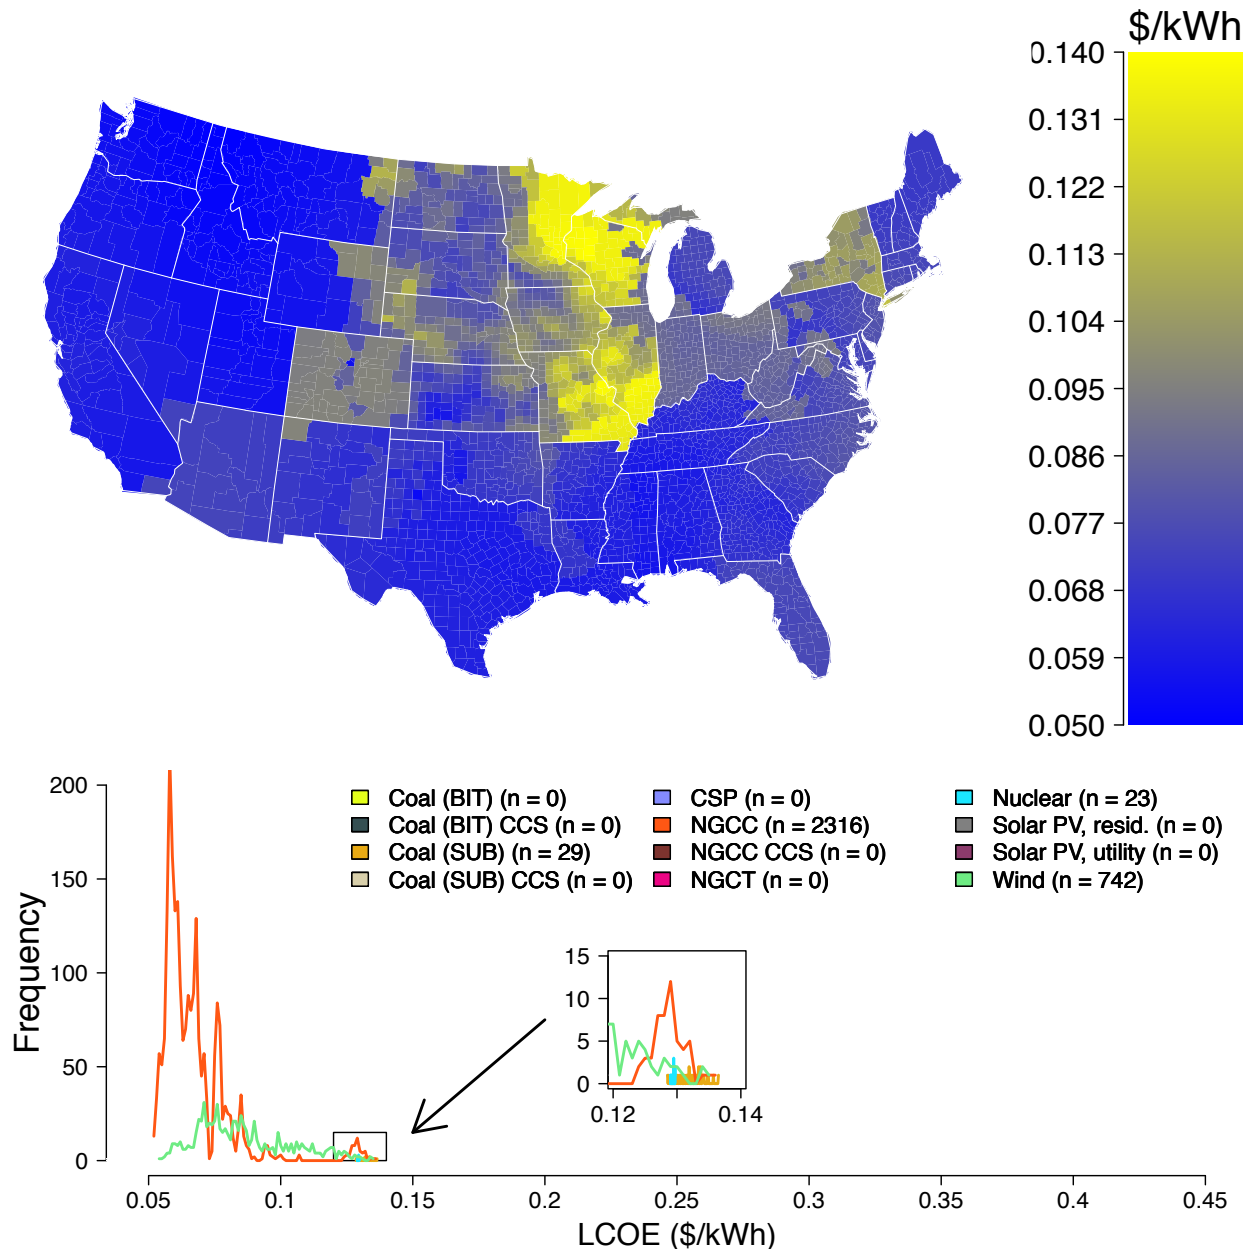 $/kWh
0.140
0.131
0.122
0.113
0.104
0.095
0.086
0.077
0.068
0.059
0.050
200
150
100
50
0
Frequency
Coal (BIT) (n = 0)
Coal (BIT) CCS (n = 0)
Coal (SUB) (n = 29)
Coal (SUB) CCS (n = 0)
CSP (n = 0)
NGCC (n = 2316)
NGCC CCS (n = 0)
NGCT (n = 0)
Nuclear (n = 23)
Solar PV, resid. (n = 0)
Solar PV, utility (n = 0)
Wind (n = 742)
15
10
5
0
0.12 0.14
0.05 0.1 0.15 0.2 0.25 0.3 0.35 0.4 0.45
LCOE ($/kWh)